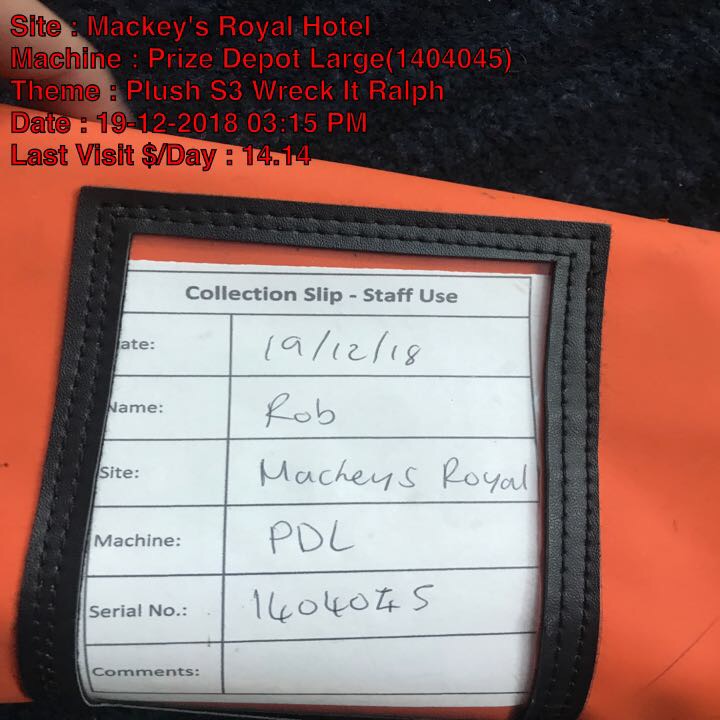 Site : Mackey's Royal Hotel
Machine : Prize Depot Large(1404045)
Theme : Plush S3 Wreck It Ralph
Date : 19-12-2018 03:15 PM
Last Visit $/Day : 14.14
Collection Slip - Staff Use
ate: 19/12/18
Name: Rob
Site: Mackeys Royal
Machine: PDL
Serial No.: 1404045
Comments: